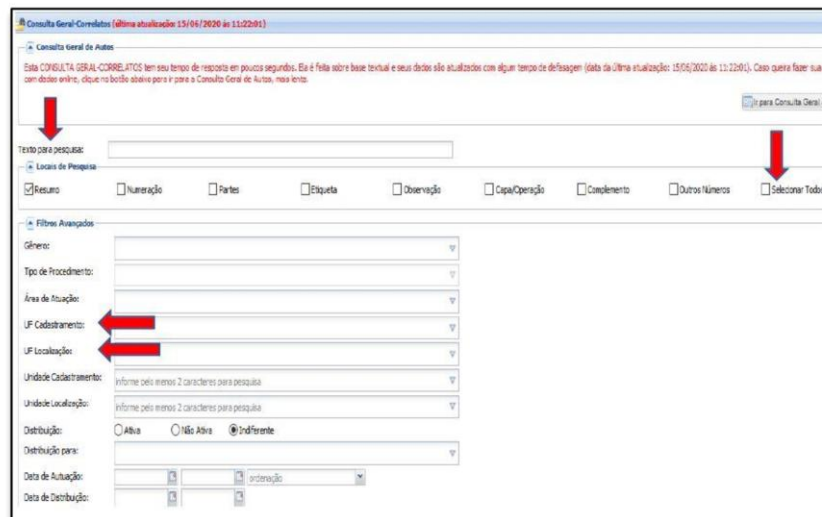 Consulta Geral-Correlatos (última atualização: 15/06/2020 às 11:22:01)
Consulta Geral de Autos
Esta CONSULTA GERAL-CORRELATOS tem seu tempo de resposta em poucos segundos. Ela é feita sobre base textual e seus dados são atualizados com algum tempo de defasagem (data da última atualização: 15/06/2020 às 11:22:01). Caso queira fazer sua
com dados online, clique no botão abaixo para ir para a Consulta Geral de Autos, mais lenta.
Ir para Consulta Geral
Texto para pesquisa:
Locais de Pesquisa
Resumo Numeração Partes Etiqueta Observação Capa/Operação Complemento Outros Números Selecionar Todos
Filtros Avançados
Gênero:
Tipo de Procedimento:
Área de Atuação:
UF Cadastramento:
UF Localização:
Unidade Cadastramento: Informe pelo menos 2 caracteres para pesquisa
Unidade Localização: Informe pelo menos 2 caracteres para pesquisa
Distribuição: Ativa Não Ativa Indiferente
Distribuição para:
Data de Autuação: ordenação
Data de Distribuição: